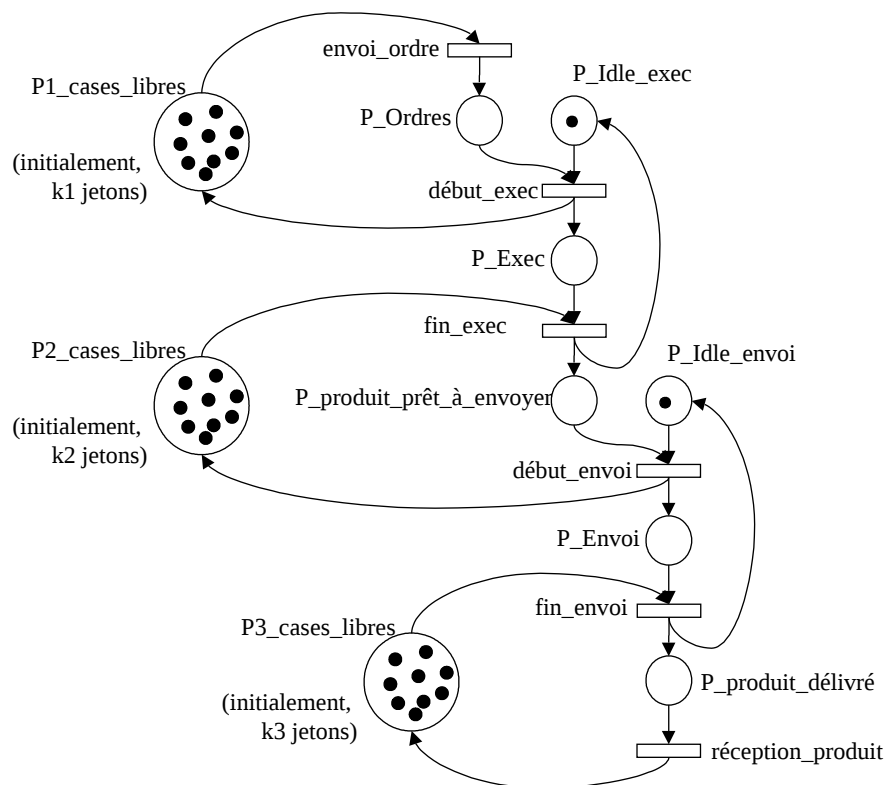 envoi_ordre
P_Idle_exec
P1_cases_libres
P_Ordres
(initialement,
k1 jetons)
début_exec
P_Exec
fin_exec
P2_cases_libres
P_Idle_envoi
P_produit_prêt_à_envoyer
(initialement,
k2 jetons)
début_envoi
P_Envoi
fin_envoi
P3_cases_libres
P_produit_délivré
(initialement,
k3 jetons)
réception_produit